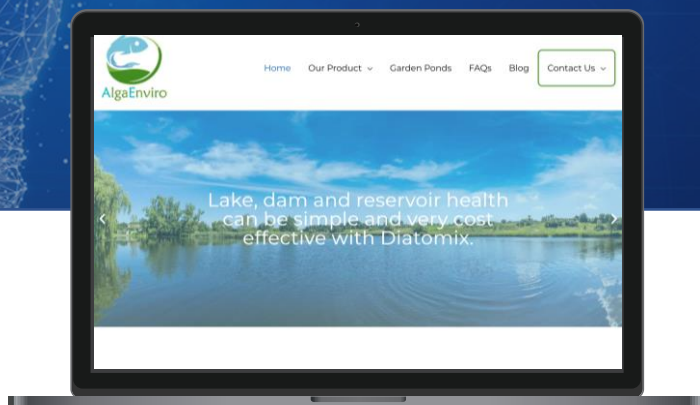 AlgaEnviro
Home Our Product Garden Ponds FAQs Blog Contact Us
Lake, dam and reservoir health
can be simple and very cost
effective with Diatomix.